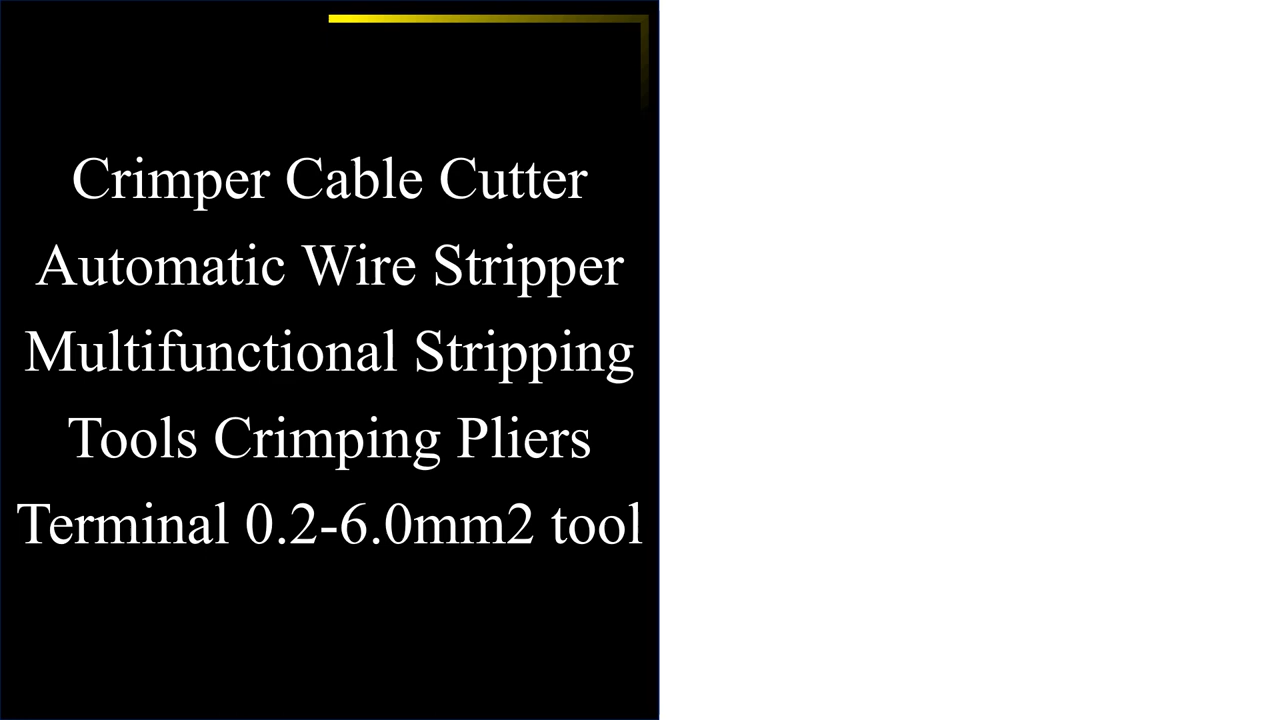 Crimper Cable Cutter
Automatic Wire Stripper
Multifunctional Stripping
Tools Crimping Pliers
Terminal 0.2-6.0mm2 tool